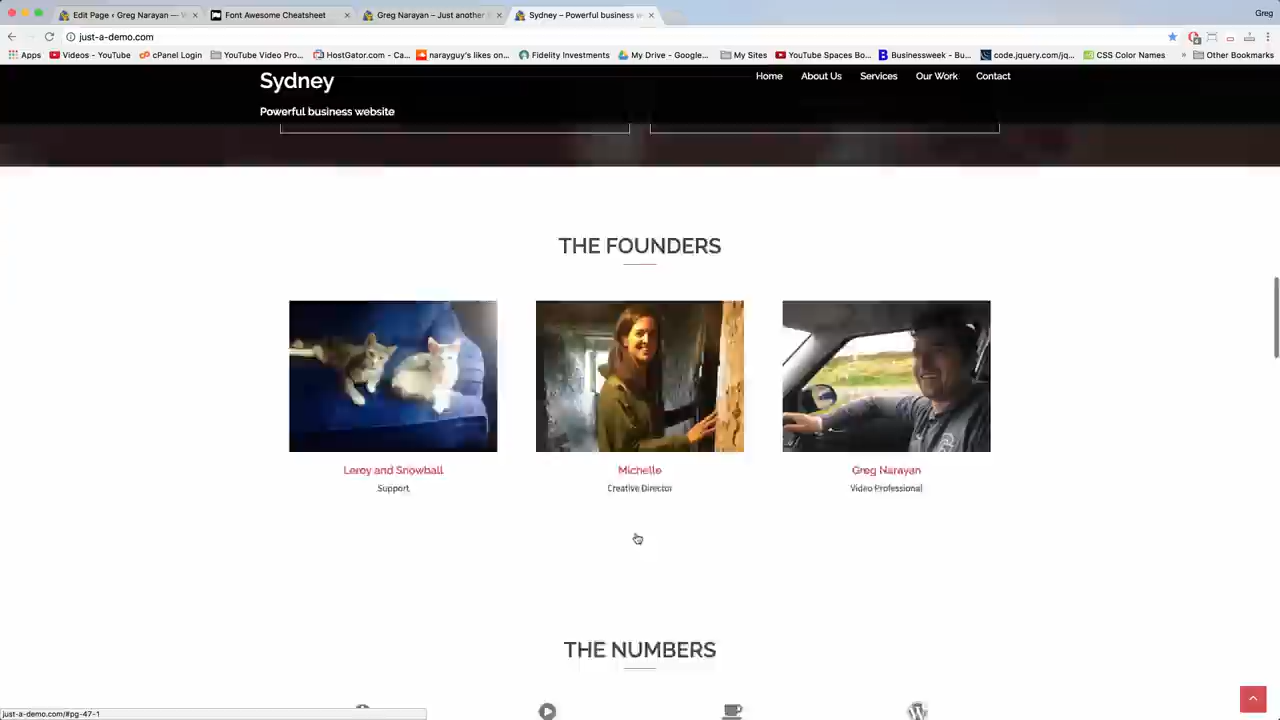 Greg
Edit Page ‹ Greg Narayan — W
Font Awesome Cheatsheet
Greg Narayan – Just another
Sydney – Powerful business w
just-a-demo.com
Apps
Videos - YouTube
cPanel Login
YouTube Video Pro...
HostGator.com - Ca...
narayguy's likes on...
Fidelity Investments
My Drive - Google...
My Sites
YouTube Spaces Bo...
Businessweek - Bu...
code.jquery.com/jq...
CSS Color Names
Other Bookmarks
Sydney
Home
About Us
Services
Our Work
Contact
Powerful business website
THE FOUNDERS
Leroy and Snowball
Michelle
Greg Narayan
Support
Creative Director
Video Professional
THE NUMBERS
just-a-demo.com/#pg-47-1